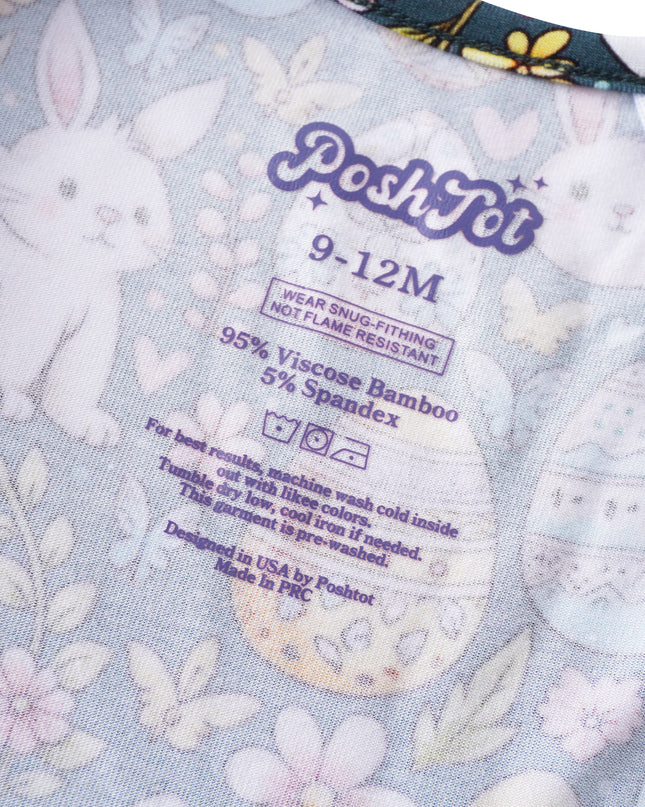 PoshTot
9-12M
WEAR SNUG-FITHING
NOT FLAME RESISTANT
95% Viscose Bamboo
5% Spandex
For best results, machine wash cold inside
out with likee colors.
Tumble dry low, cool iron if needed.
This garment is pre-washed.
Designed in USA by Poshtot
Made in PRC